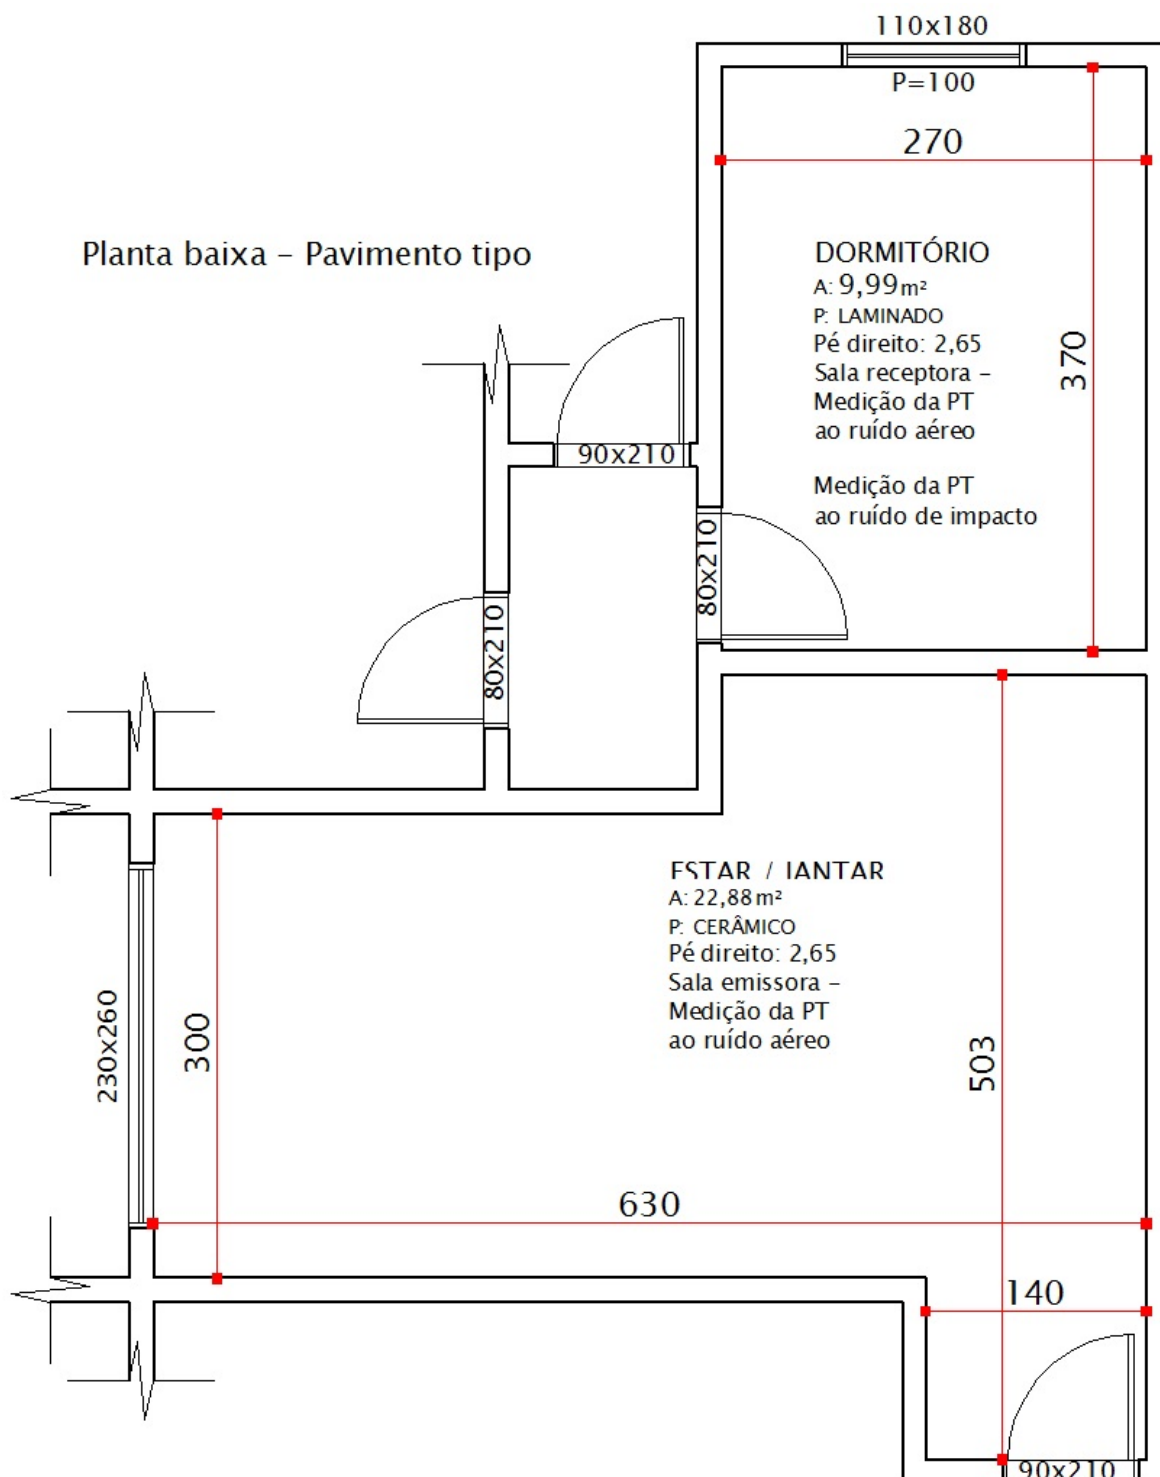 110x180
P=100
270
Planta baixa – Pavimento tipo
DORMITÓRIO
A: 9,99m²
P: LAMINADO
Pé direito: 2,65
Sala receptora –
Medição da PT
ao ruído aéreo
Medição da PT
ao ruído de impacto
370
90x210
80x210
80x210
ESTAR / JANTAR
A: 22,88m²
P: CERÂMICO
Pé direito: 2,65
Sala emissora –
Medição da PT
ao ruído aéreo
230x260
300
503
630
140
90x210